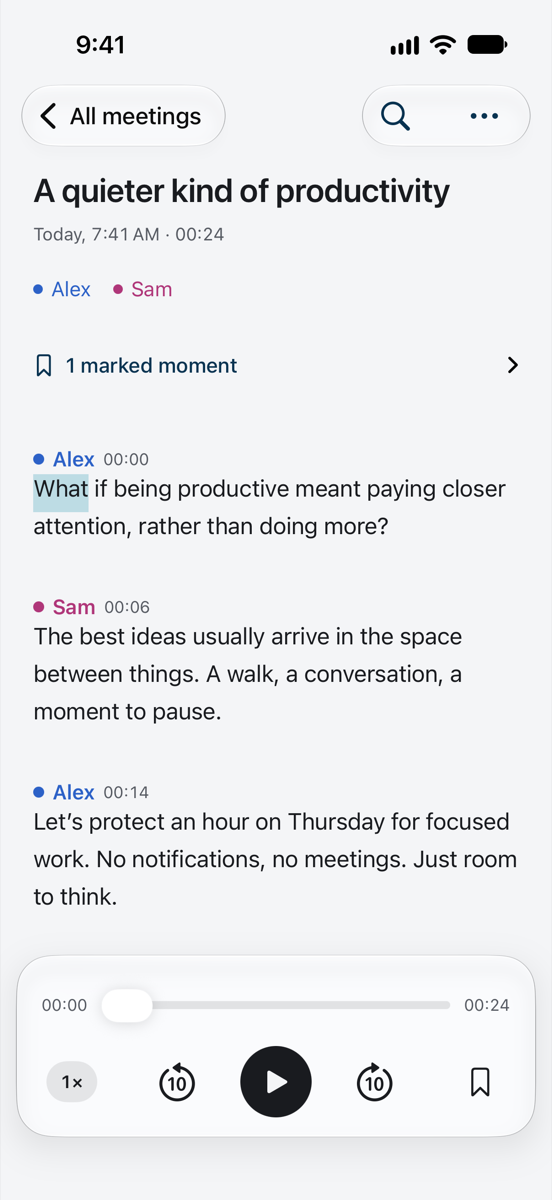 9:41
All meetings
A quieter kind of productivity
Today, 7:41 AM · 00:24
Alex Sam
1 marked moment
Alex 00:00
What if being productive meant paying closer
attention, rather than doing more?
Sam 00:06
The best ideas usually arrive in the space
between things. A walk, a conversation, a
moment to pause.
Alex 00:14
Let’s protect an hour on Thursday for focused
work. No notifications, no meetings. Just room
to think.
00:00 00:24
1× 10 10